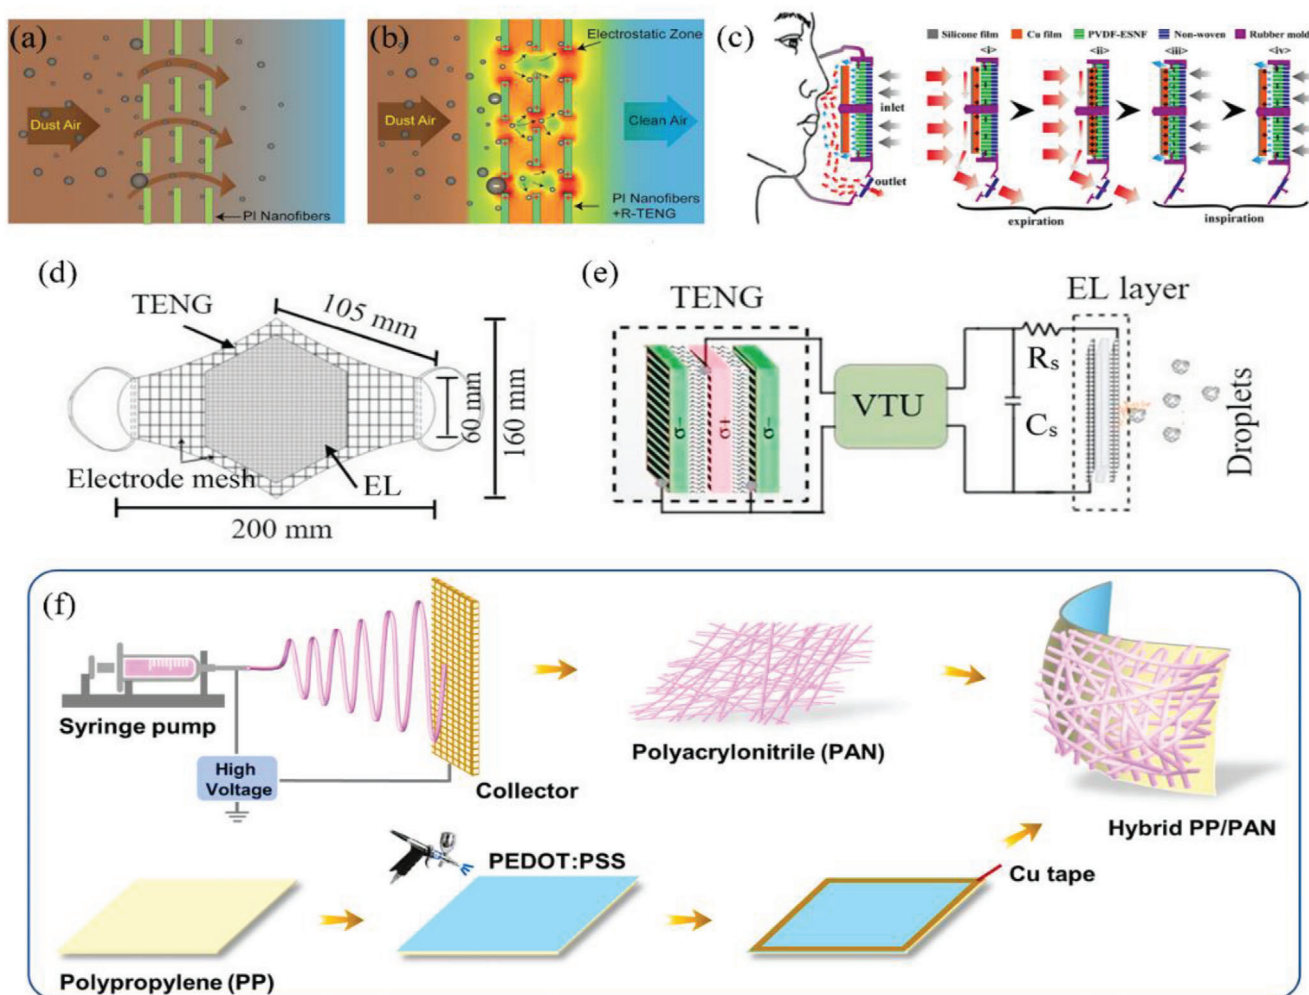 (a)
Dust Air
PI Nanofibers
(b)
Electrostatic Zone
Dust Air
Clean Air
PI Nanofibers
+R-TENG
(c)
Silicone film
Cu film
PVDF-ESNF
Non-woven
Rubber mold
<i>
<ii>
<iii>
<iv>
inlet
outlet
expiration
inspiration
(d)
TENG
105 mm
60 mm
160 mm
Electrode mesh
EL
200 mm
(e)
TENG
EL layer
σ-
σ+
σ-
VTU
Rs
Cs
Droplets
(f)
Syringe pump
High
Voltage
Collector
Polyacrylonitrile (PAN)
Hybrid PP/PAN
PEDOT:PSS
Cu tape
Polypropylene (PP)